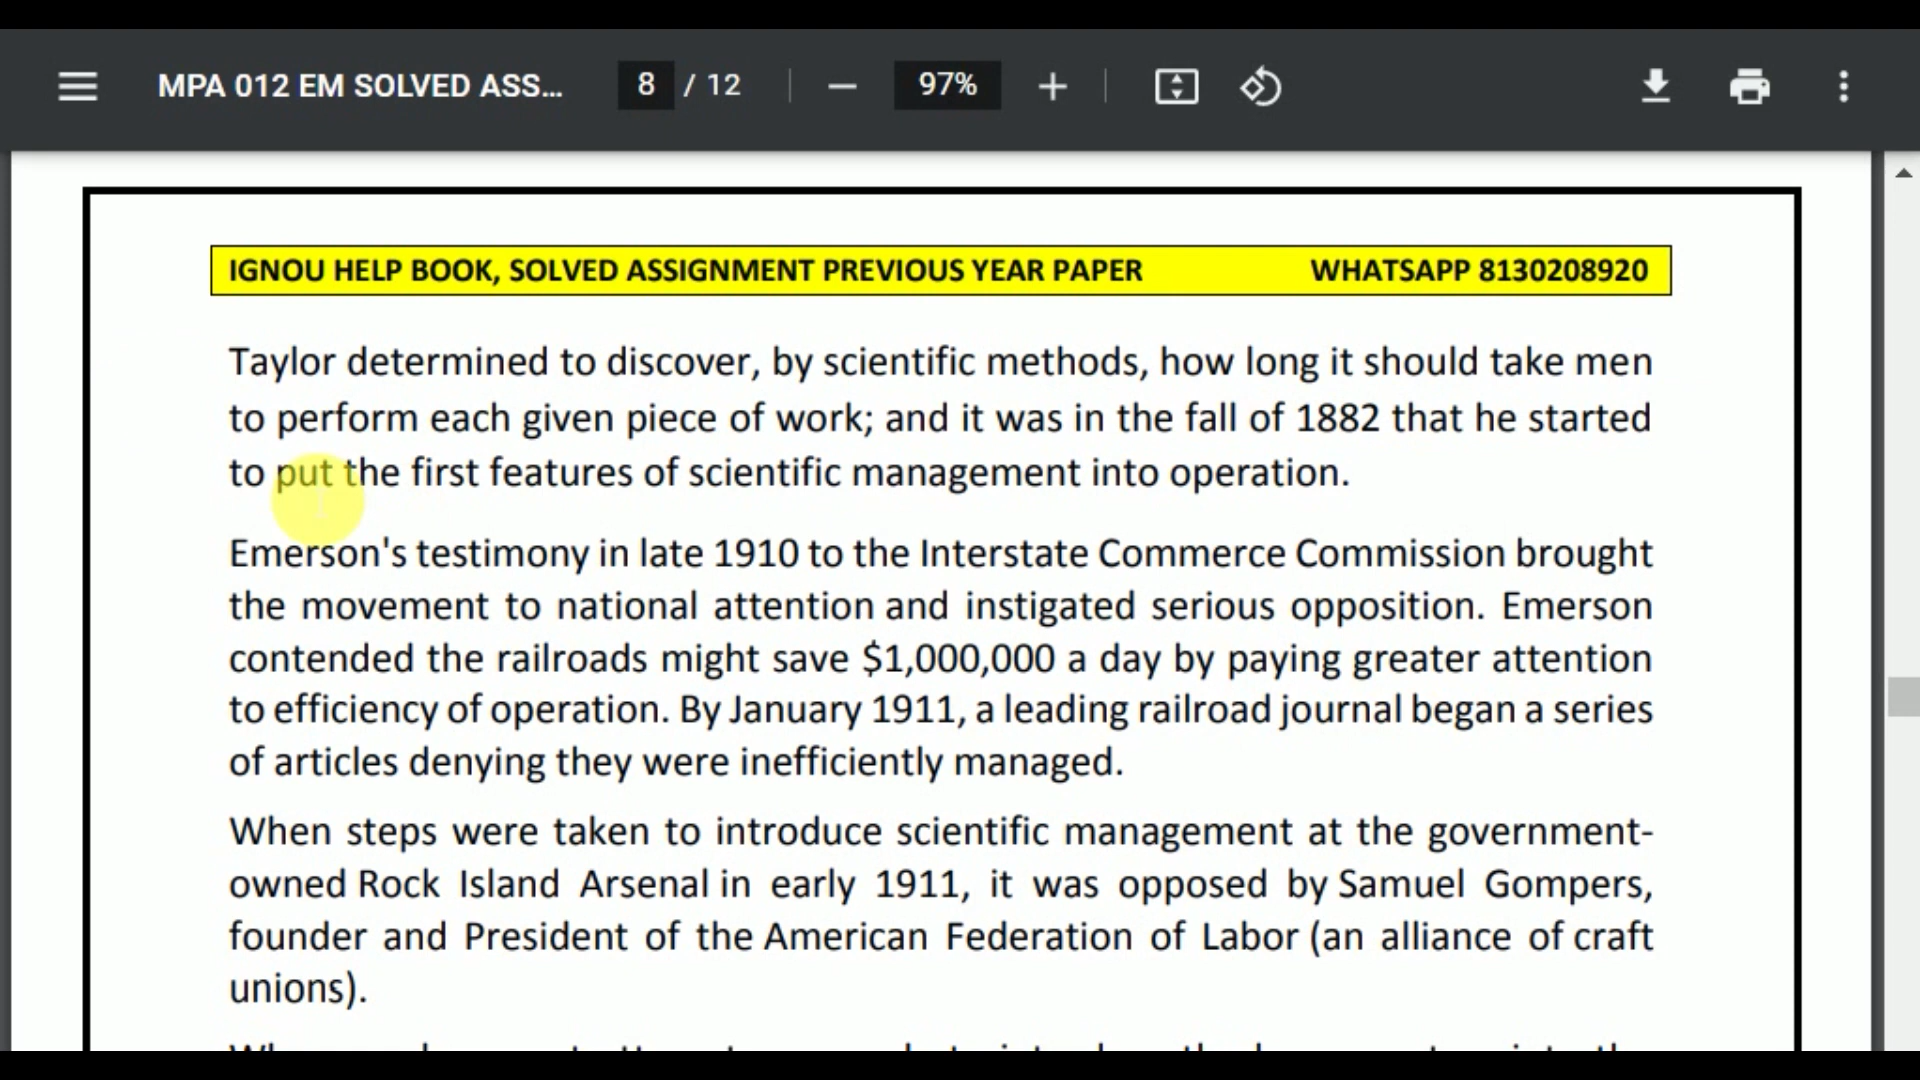 MPA 012 EM SOLVED ASS... 8 / 12 97%
IGNOU HELP BOOK, SOLVED ASSIGNMENT PREVIOUS YEAR PAPER WHATSAPP 8130208920
Taylor determined to discover, by scientific methods, how long it should take men
to perform each given piece of work; and it was in the fall of 1882 that he started
to put the first features of scientific management into operation.
Emerson's testimony in late 1910 to the Interstate Commerce Commission brought
the movement to national attention and instigated serious opposition. Emerson
contended the railroads might save $1,000,000 a day by paying greater attention
to efficiency of operation. By January 1911, a leading railroad journal began a series
of articles denying they were inefficiently managed.
When steps were taken to introduce scientific management at the government-
owned Rock Island Arsenal in early 1911, it was opposed by Samuel Gompers,
founder and President of the American Federation of Labor (an alliance of craft
unions).